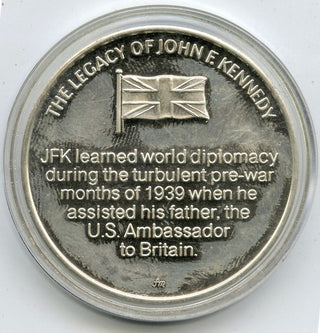 THE LEGACY OF JOHN F. KENNEDY
JFK learned world diplomacy
during the turbulent pre-war
months of 1939 when he
assisted his father, the
U.S. Ambassador
to Britain.